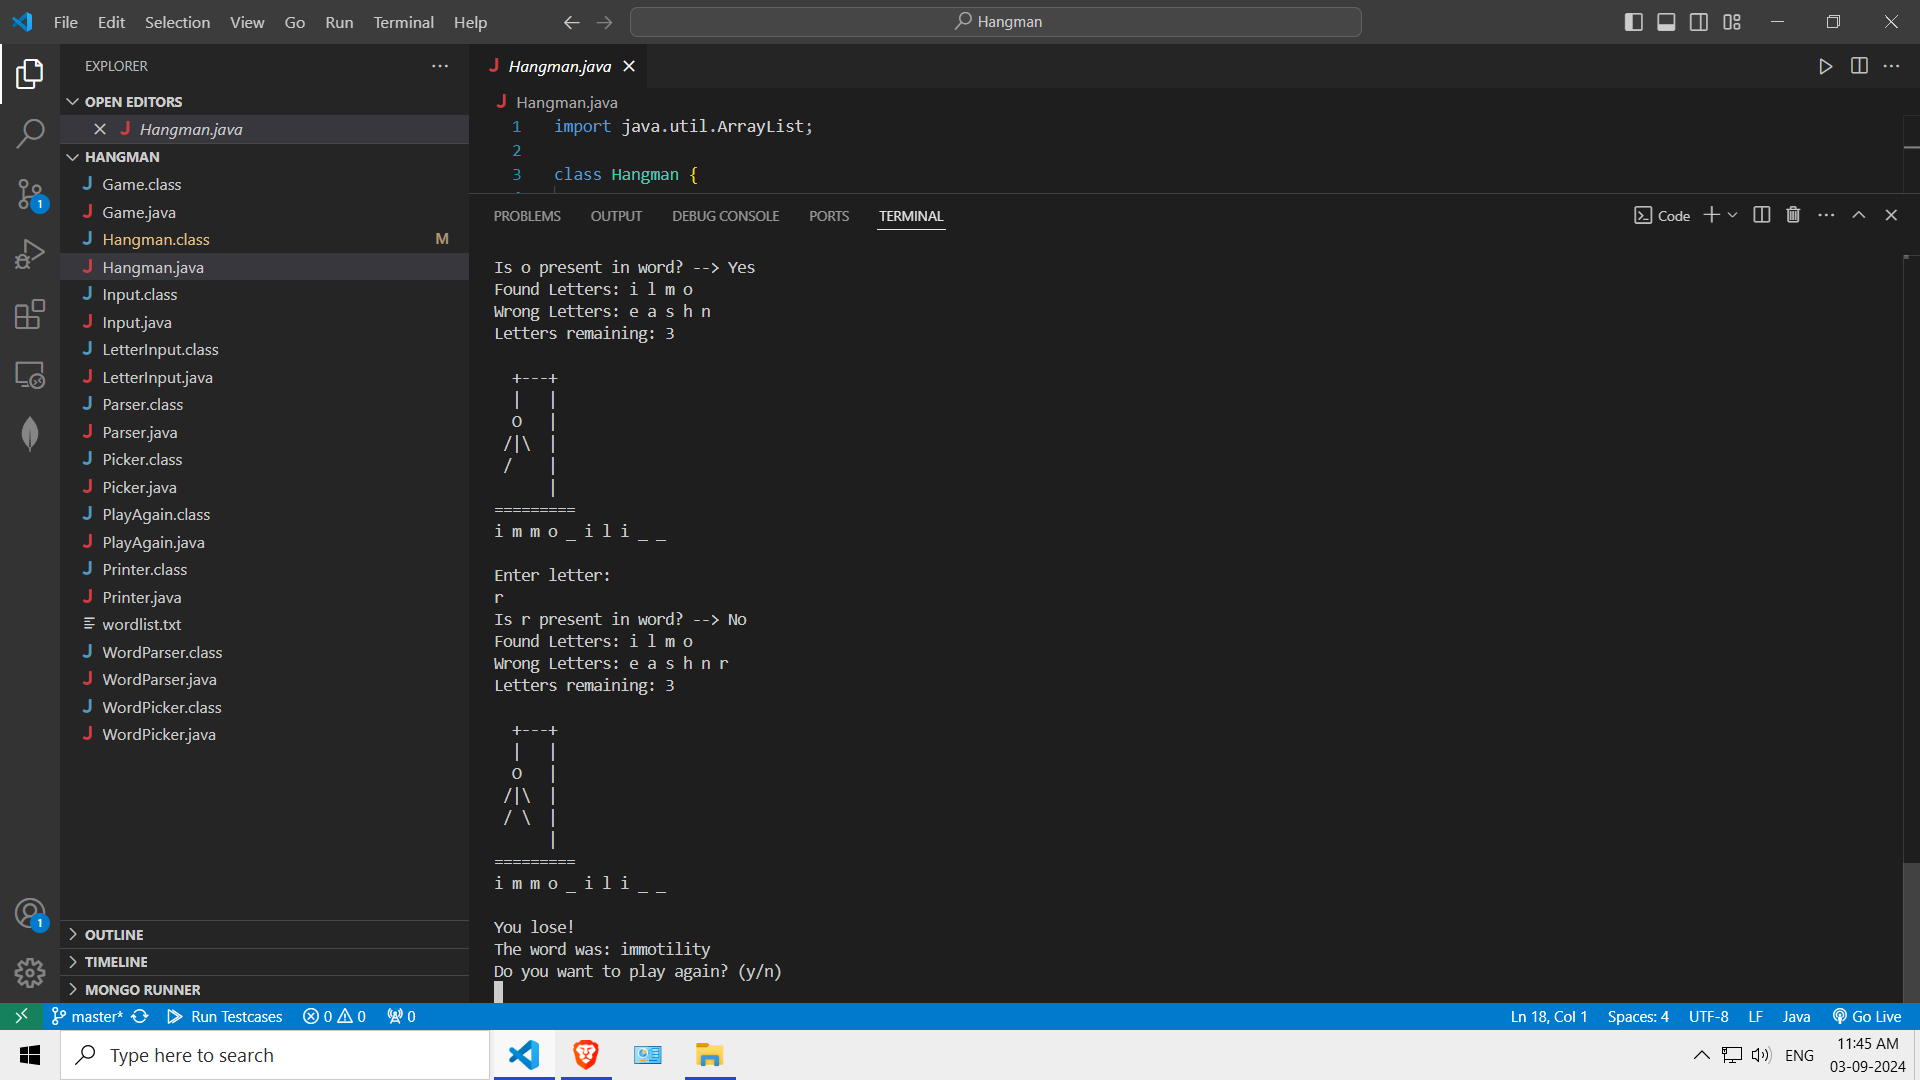 File Edit Selection View Go Run Terminal Help
Hangman
EXPLORER
OPEN EDITORS
Hangman.java
HANGMAN
Game.class
Game.java
Hangman.class M
Hangman.java
Input.class
Input.java
LetterInput.class
LetterInput.java
Parser.class
Parser.java
Picker.class
Picker.java
PlayAgain.class
PlayAgain.java
Printer.class
Printer.java
wordlist.txt
WordParser.class
WordParser.java
WordPicker.class
WordPicker.java
OUTLINE
TIMELINE
MONGO RUNNER
1
1
Hangman.java
Hangman.java
1 import java.util.ArrayList;
2
3 class Hangman {
PROBLEMS OUTPUT DEBUG CONSOLE PORTS TERMINAL
Code
Is o present in word? --> Yes
Found Letters: i l m o
Wrong Letters: e a s h n
Letters remaining: 3
  +---+
  |   |
  O   |
 /|\  |
 /    |
      |
=========
i m m o _ i l i _ _
Enter letter:
r
Is r present in word? --> No
Found Letters: i l m o
Wrong Letters: e a s h n r
Letters remaining: 3
  +---+
  |   |
  O   |
 /|\  |
 / \  |
      |
=========
i m m o _ i l i _ _
You lose!
The word was: immotility
Do you want to play again? (y/n)
master* Run Testcases 0 0 0
Ln 18, Col 1 Spaces: 4 UTF-8 LF Java Go Live
Type here to search
ENG
11:45 AM
03-09-2024